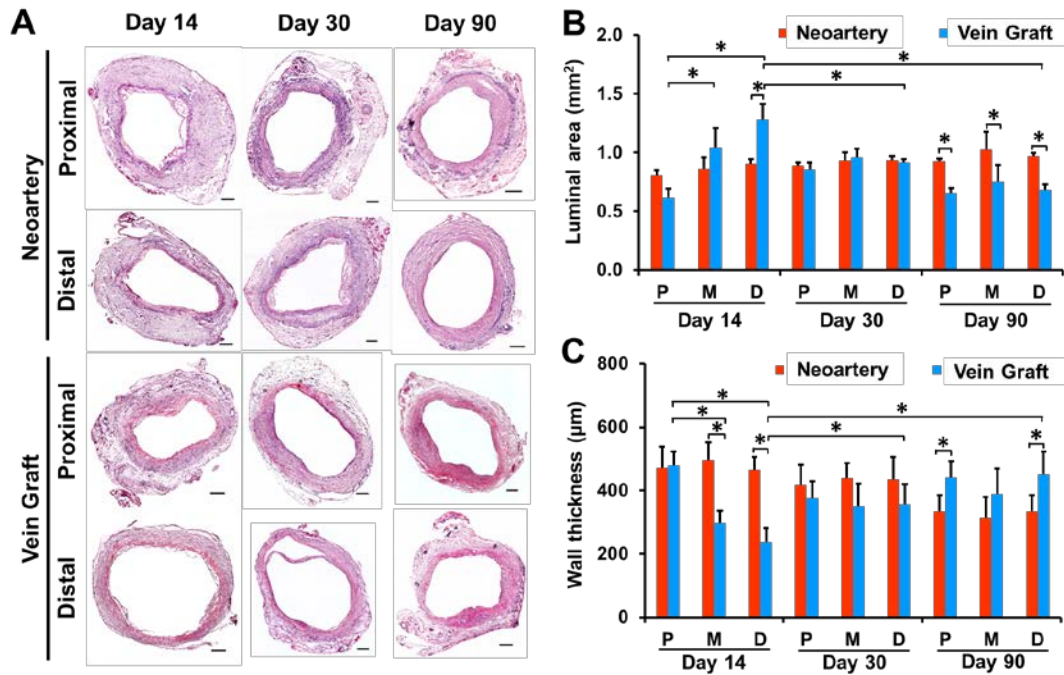 A
Day 14 Day 30 Day 90
Neoartery
Proximal
Distal
Vein Graft
Proximal
Distal
B
Neoartery Vein Graft
Luminal area (mm²)
2.0
1.5
1.0
0.5
0.0
* * * * * * * *
P M D P M D P M D
Day 14 Day 30 Day 90
C
Neoartery Vein Graft
Wall thickness (μm)
800
600
400
200
0
* * * * * * * *
P M D P M D P M D
Day 14 Day 30 Day 90